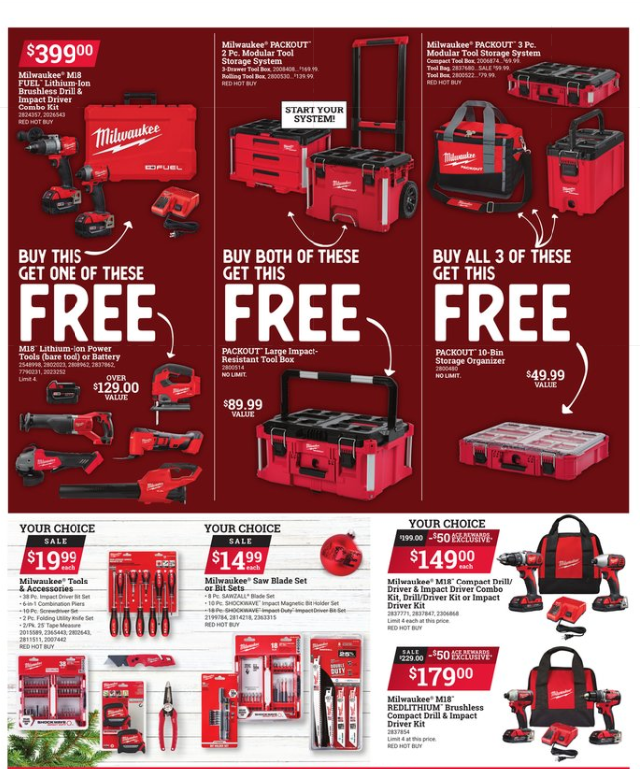 $399.00
Milwaukee® M18
FUEL™ Lithium-Ion
Brushless Drill &
Impact Driver
Combo Kit
2824357, 2026543
RED HOT BUY
Milwaukee
FUEL
BUY THIS
GET ONE OF THESE
FREE
M18™ Lithium-Ion Power
Tools (bare tool) or Battery
2548998, 2802023, 2808962, 2837862,
7790231, 2023252
Limit 4.
OVER
$129.00
VALUE
Milwaukee® PACKOUT™
2 Pc. Modular Tool
Storage System
3-Drawer Tool Box, 2008408...$169.99.
Rolling Tool Box, 2800530...$139.99.
RED HOT BUY
START YOUR
SYSTEM!
BUY BOTH OF THESE
GET THIS
FREE
PACKOUT™ Large Impact-
Resistant Tool Box
2800514
NO LIMIT.
$89.99
VALUE
Milwaukee® PACKOUT™ 3 Pc.
Modular Tool Storage System
Compact Tool Box, 2006874...$69.99.
Tool Bag, 2837680...SALE $59.99.
Tool Box, 2800522...$79.99.
RED HOT BUY
Milwaukee
PACKOUT
BUY ALL 3 OF THESE
GET THIS
FREE
PACKOUT™ 10-Bin
Storage Organizer
2800480
NO LIMIT.
$49.99
VALUE
YOUR CHOICE
SALE
$19.99
each
Milwaukee® Tools
& Accessories
• 38 Pc. Impact Driver Bit Set
• 6-in-1 Combination Pliers
• 10 Pc. Screwdriver Set
• 2 Pc. Folding Utility Knife Set
• 2/Pk. 25' Tape Measure
2015589, 2365443, 2802643,
2811511, 2007442
RED HOT BUY
YOUR CHOICE
SALE
$14.99
each
Milwaukee® Saw Blade Set
or Bit Sets
• 8 Pc. SAWZALL® Blade Set
• 10 Pc. SHOCKWAVE™ Impact Magnetic Bit Holder Set
• 18 Pc. SHOCKWAVE™ Impact Duty™ Impact Driver Bit Set
2199784, 2814218, 2363315
RED HOT BUY
YOUR CHOICE
$199.00 -$50 ACE REWARDS EXCLUSIVE*
$149.00
each
Milwaukee® M18™ Compact Drill/
Driver & Impact Driver Combo
Kit, Drill/Driver Kit or Impact
Driver Kit
2837771, 2837847, 2306868
Limit 4 each at this price.
RED HOT BUY
SALE
$229.00 -$50 ACE REWARDS EXCLUSIVE*
$179.00
Milwaukee® M18™
REDLITHIUM™ Brushless
Compact Drill & Impact
Driver Kit
2837854
Limit 4 at this price.
RED HOT BUY